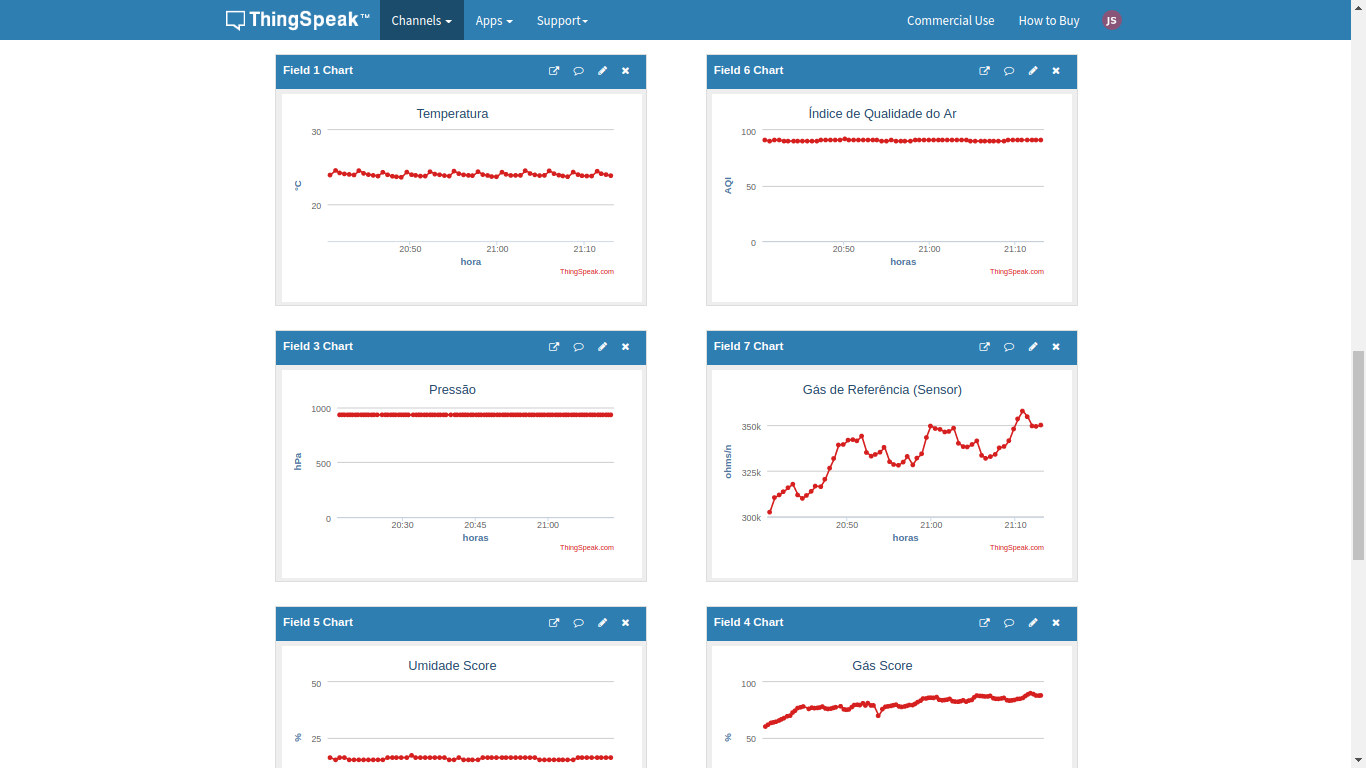 ThingSpeak™ Channels Apps Support Commercial Use How to Buy JS
Field 1 Chart
Temperatura
30
20
°C
20:50 21:00 21:10
hora
ThingSpeak.com
Field 6 Chart
Índice de Qualidade do Ar
100
50
0
AQI
20:50 21:00 21:10
horas
ThingSpeak.com
Field 3 Chart
Pressão
1000
500
0
hPa
20:30 20:45 21:00
horas
ThingSpeak.com
Field 7 Chart
Gás de Referência (Sensor)
350k
325k
300k
ohms/n
20:50 21:00 21:10
horas
ThingSpeak.com
Field 5 Chart
Umidade Score
50
25
%
Field 4 Chart
Gás Score
100
50
%